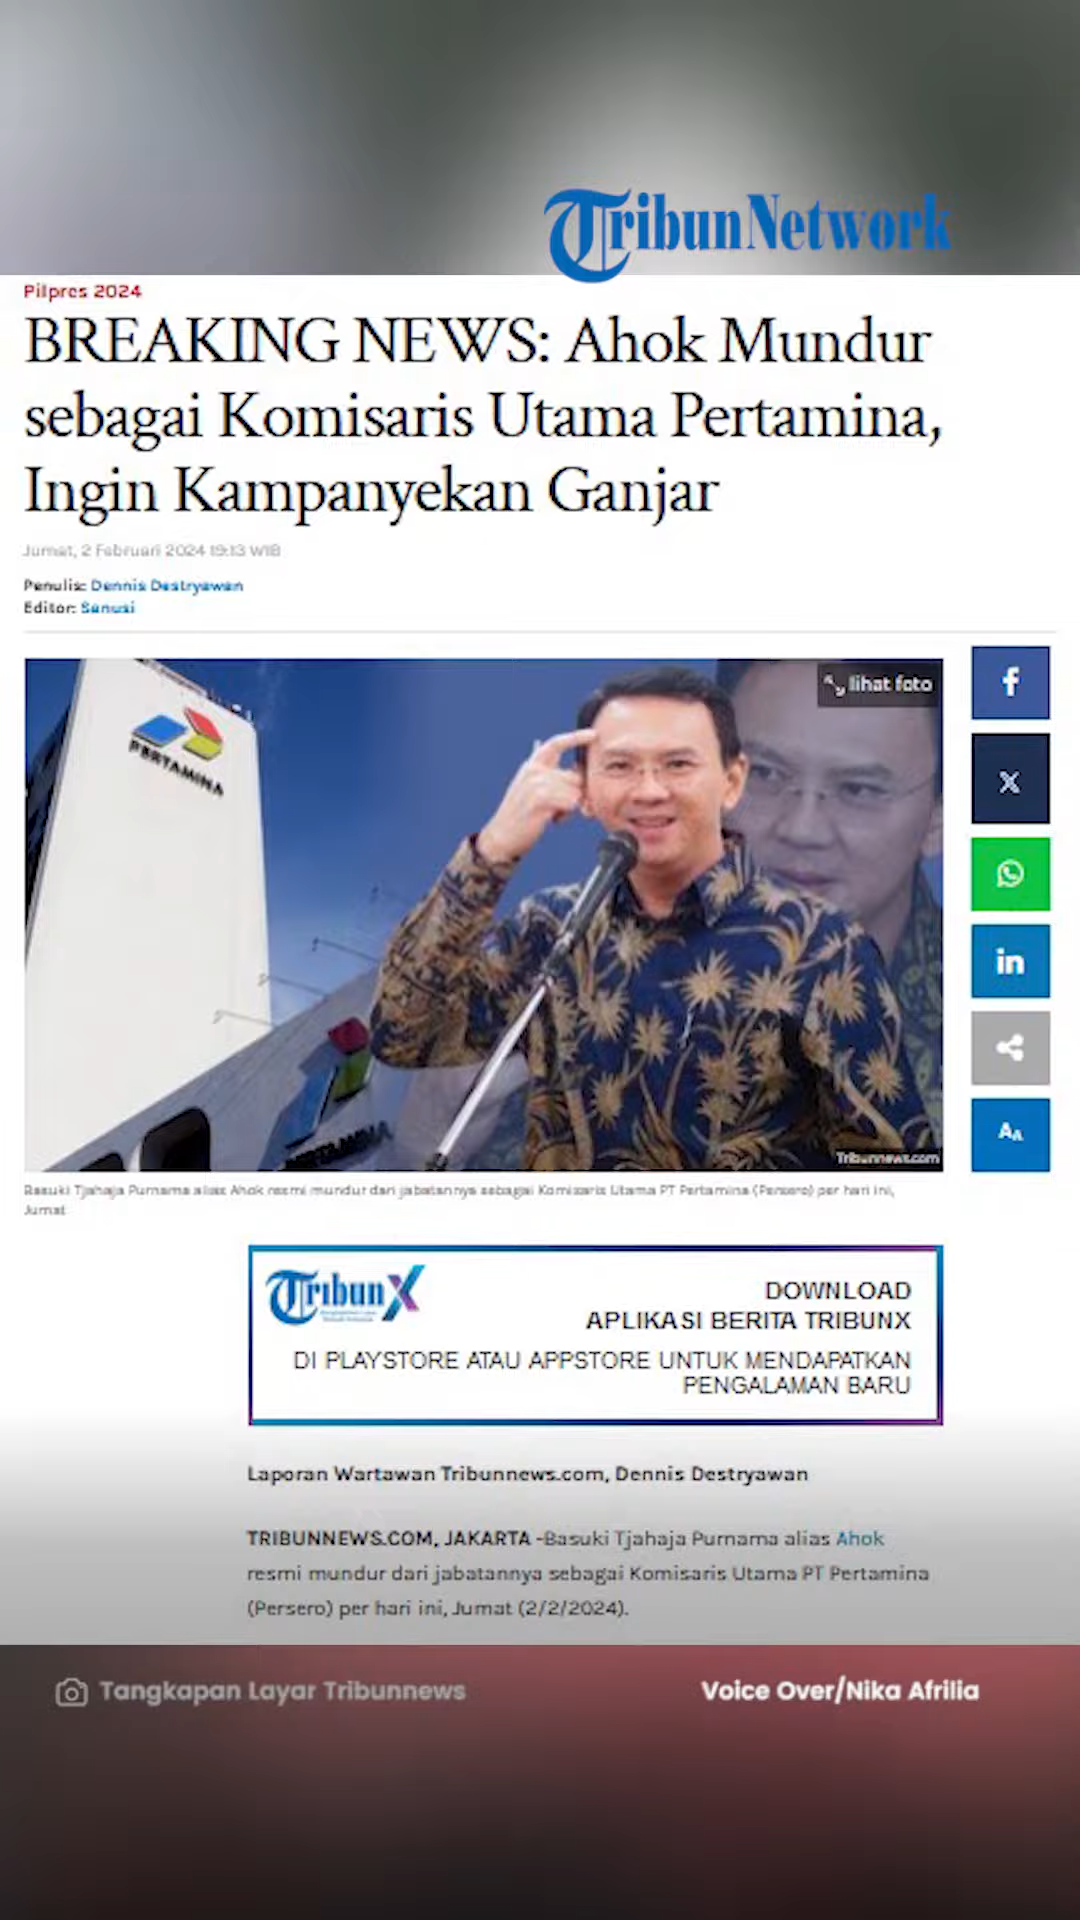 TribunNetwork
Pilpres 2024
BREAKING NEWS: Ahok Mundur
sebagai Komisaris Utama Pertamina,
Ingin Kampanyekan Ganjar
Jumat, 2 Februari 2024 19:13 WIB
Penulis: Dennis Destryawan
Editor: Sanusi
lihat foto
PERTAMINA
PERTAMINA
Tribunnews.com
f
X
in
AA
Basuki Tjahaja Purnama alias Ahok resmi mundur dari jabatannya sebagai Komisaris Utama PT Pertamina (Persero) per hari ini,
Jumat
TribunX
DOWNLOAD
APLIKASI BERITA TRIBUNX
DI PLAYSTORE ATAU APPSTORE UNTUK MENDAPATKAN
PENGALAMAN BARU
Laporan Wartawan Tribunnews.com, Dennis Destryawan
TRIBUNNEWS.COM, JAKARTA -Basuki Tjahaja Purnama alias Ahok
resmi mundur dari jabatannya sebagai Komisaris Utama PT Pertamina
(Persero) per hari ini, Jumat (2/2/2024).
Tangkapan Layar Tribunnews
Voice Over/Nika Afrilia